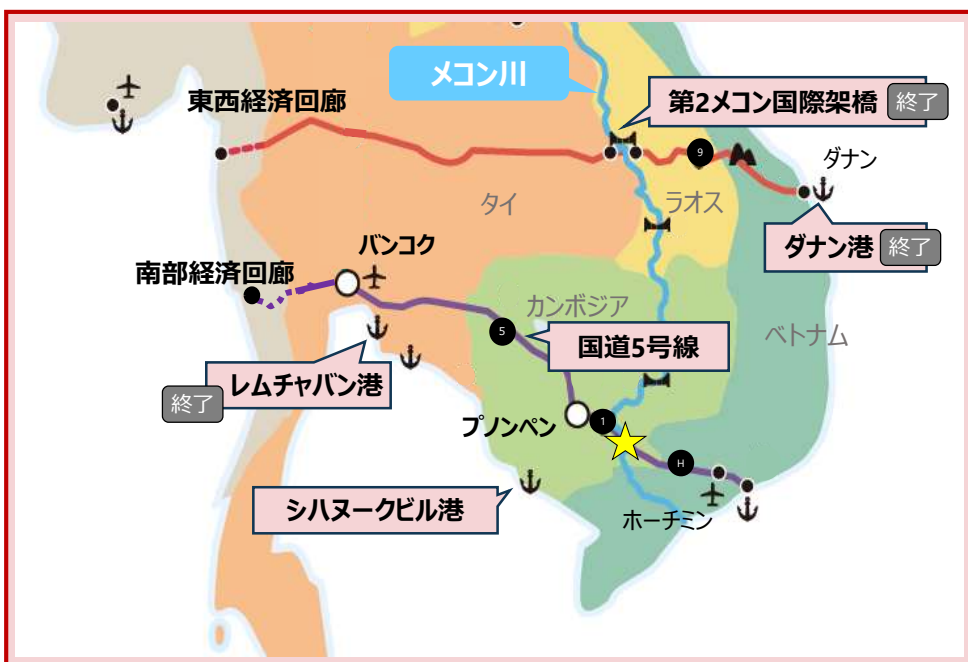 メコン川
東西経済回廊
第2メコン国際架橋 終了
9
ダナン
タイ
ラオス
ダナン港 終了
バンコク
南部経済回廊
カンボジア
ベトナム
5
国道5号線
レムチャバン港
終了
プノンペン
1
H
シハヌークビル港
ホーチミン